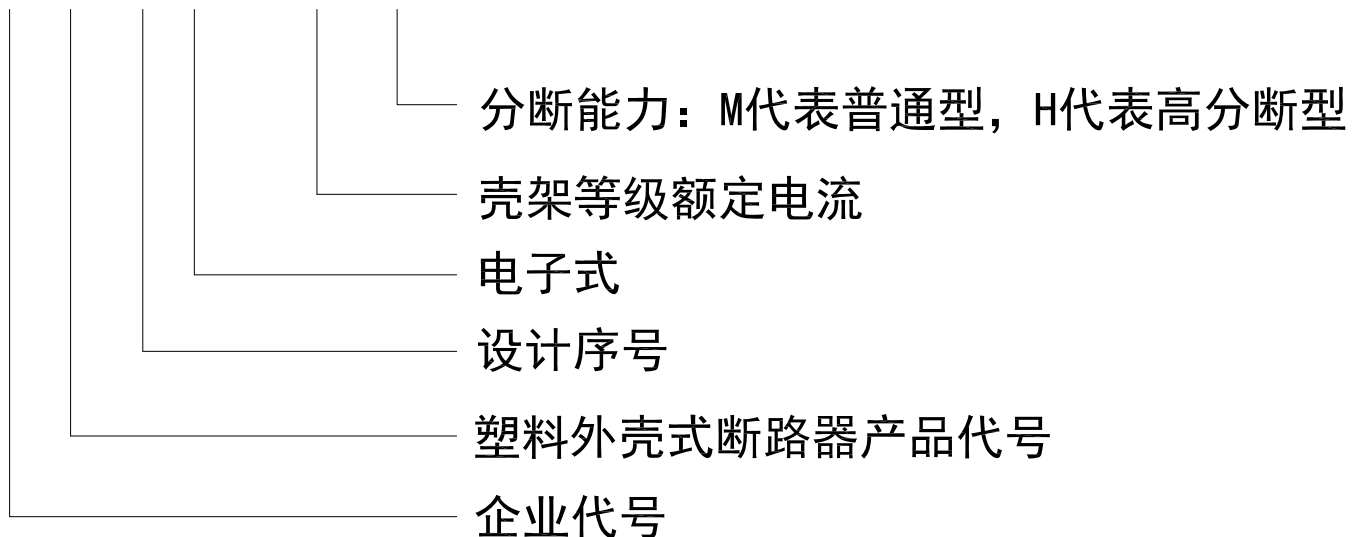 分断能力：M代表普通型，H代表高分断型
壳架等级额定电流
电子式
设计序号
塑料外壳式断路器产品代号
企业代号